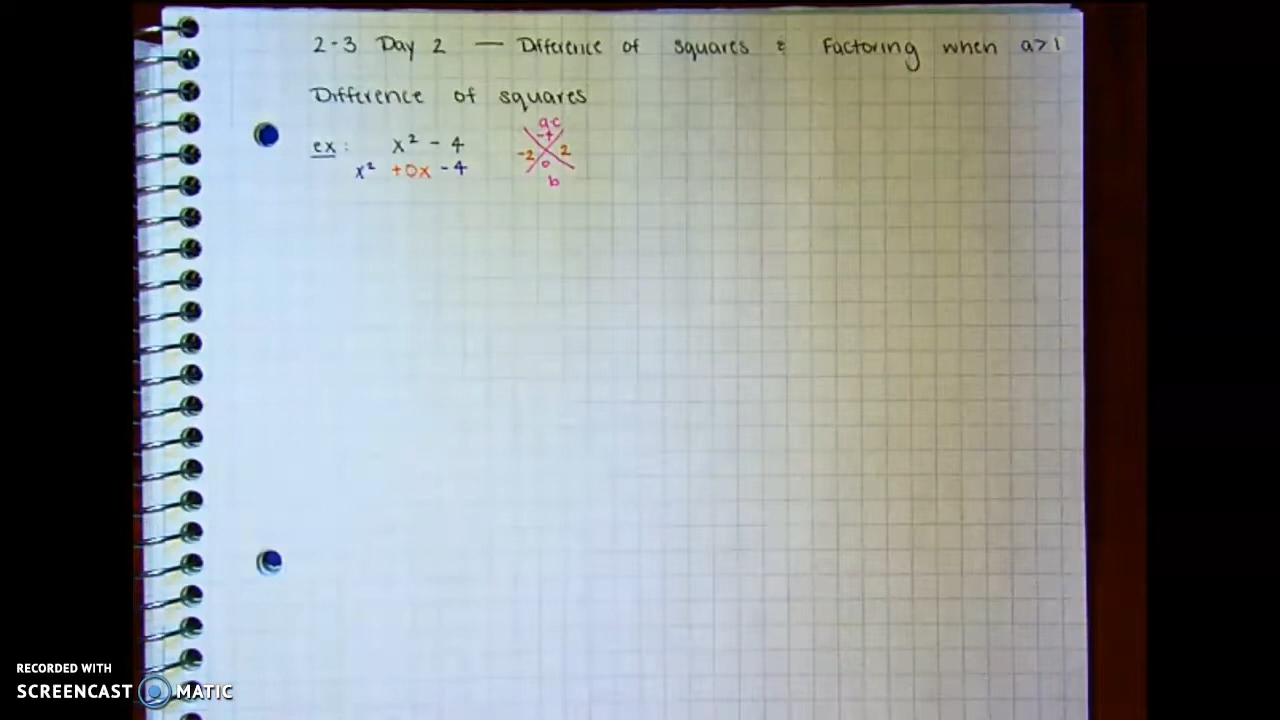 2-3 Day 2 — Difference of squares & Factoring when a>1
Difference of squares
ex: x² - 4
x² +0x -4
a·c
-4
-2 2
0
b
RECORDED WITH
SCREENCAST MATIC